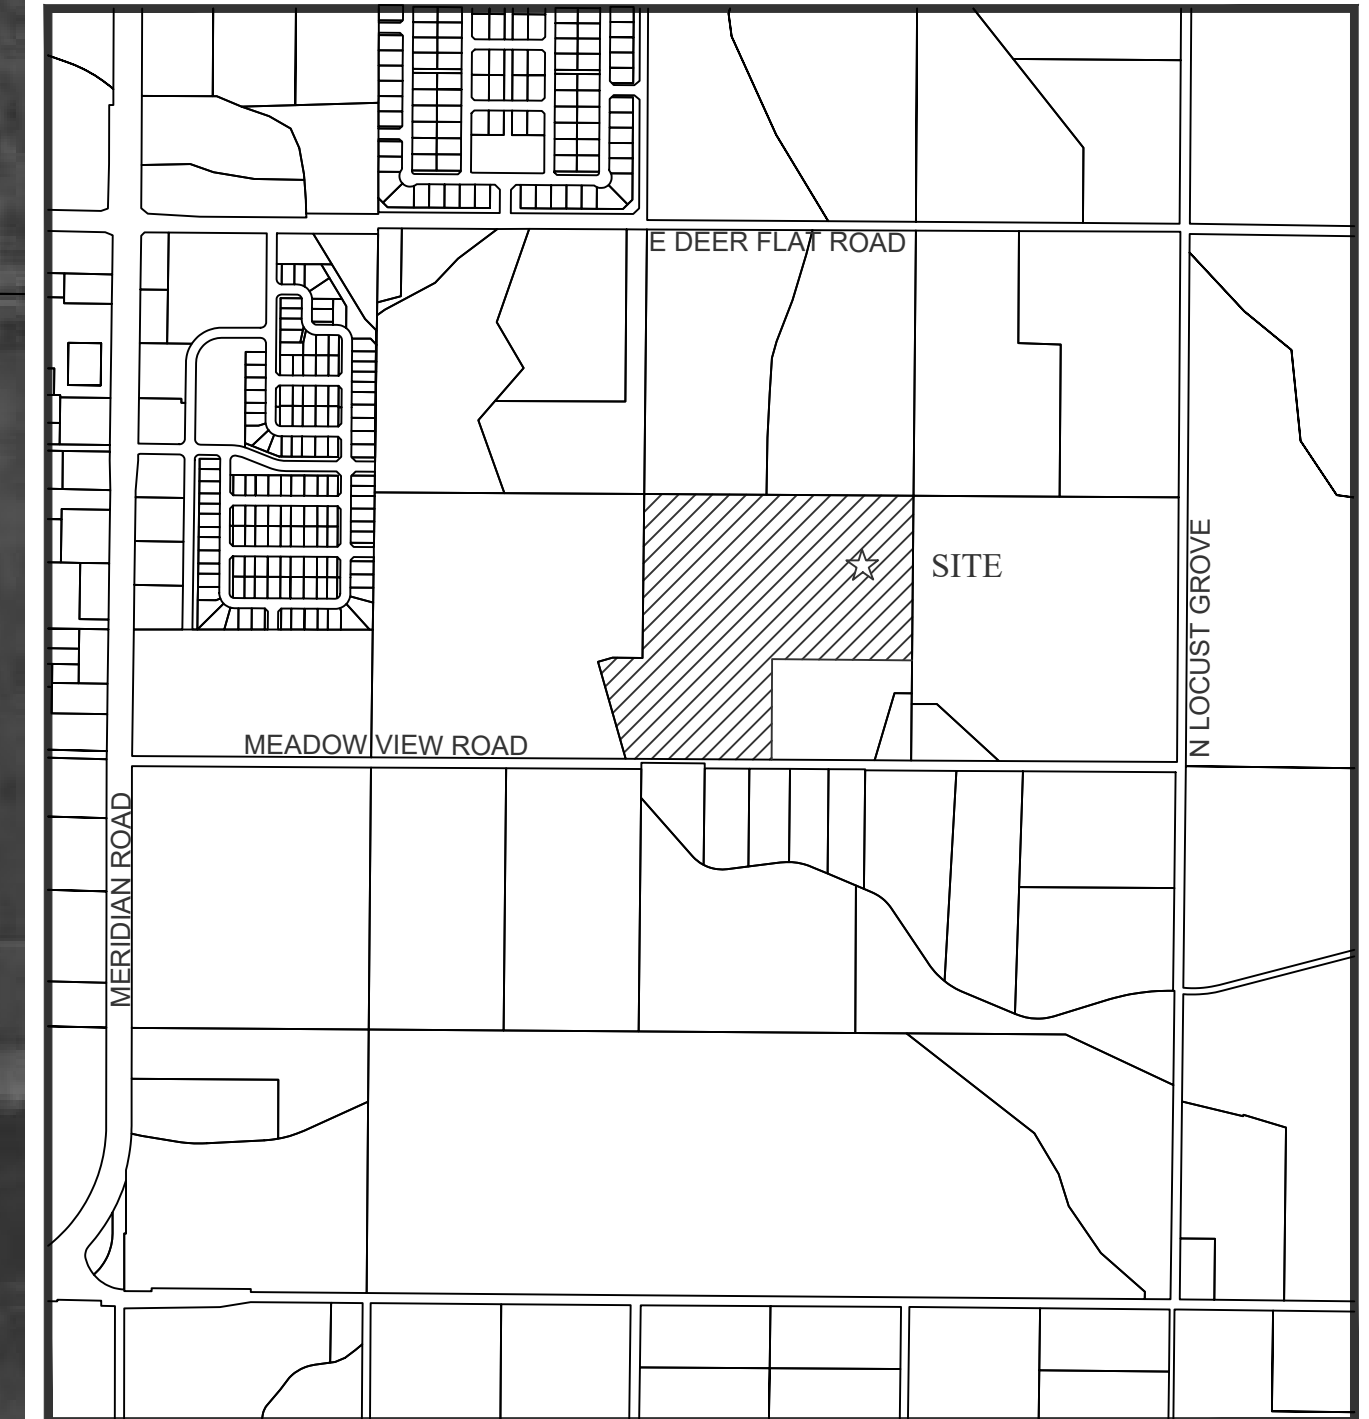 E DEER FLAT ROAD
SITE
N LOCUST GROVE
MEADOW VIEW ROAD
MERIDIAN ROAD